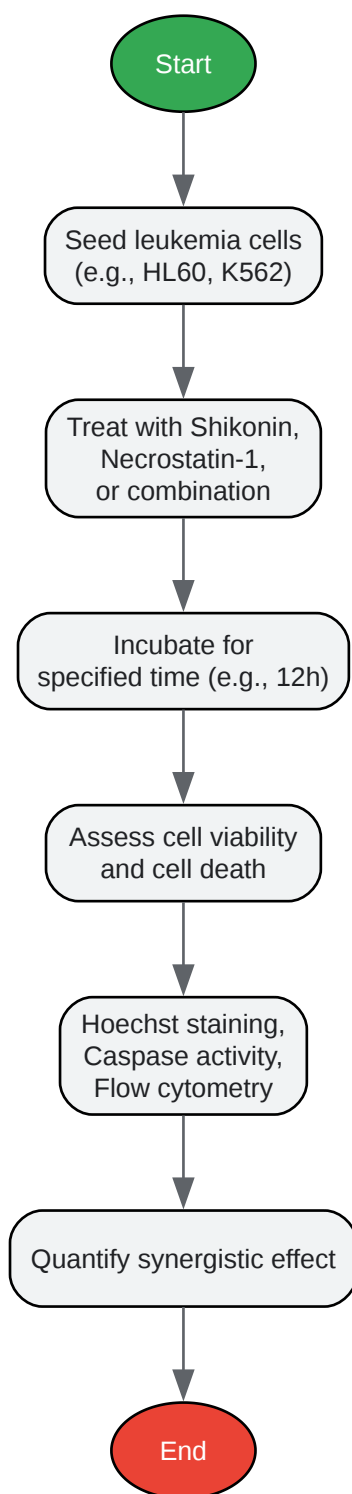 Start
Seed leukemia cells
(e.g., HL60, K562)
Treat with Shikonin,
Necrostatin-1,
or combination
Incubate for
specified time (e.g., 12h)
Assess cell viability
and cell death
Hoechst staining,
Caspase activity,
Flow cytometry
Quantify synergistic effect
End